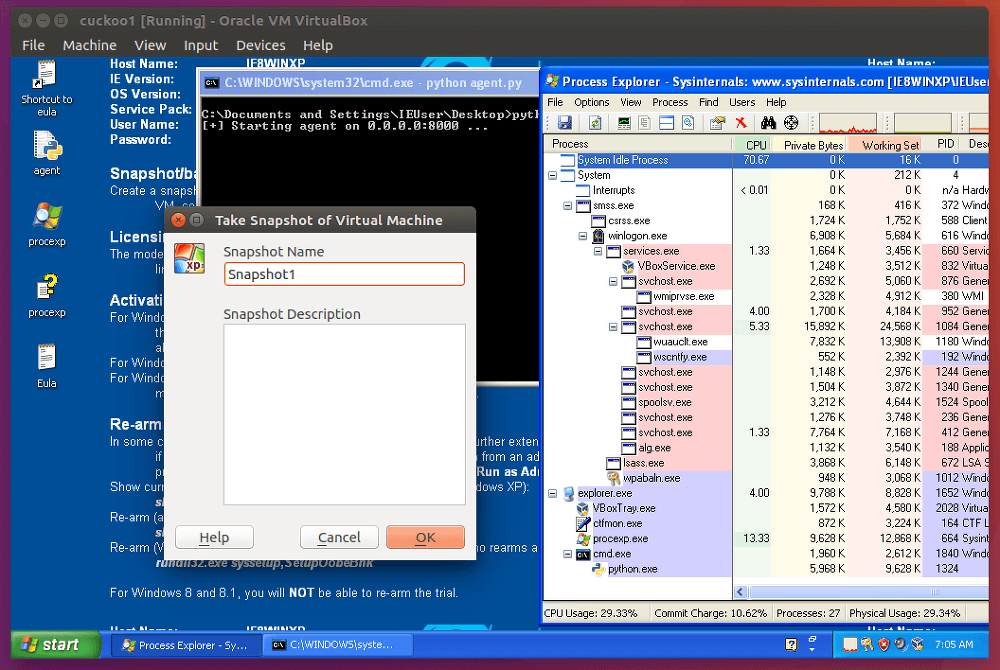 cuckoo1 [Running] - Oracle VM VirtualBox
File Machine View Input Devices Help
Host Name: IE8WINXP
IE Version:
OS Version:
Service Pack:
User Name:
Password:
Host Name:
Shortcut to
eula
agent
procexp
procexp
Eula
Snapshot/ba
Create a snaps
VM,
Licensin
The mode
Activati
For Windo
For Windo
For Windo
Re-arm
In some c urther exten
if from an ad
Run as Adm
Show curr dows XP):
Re-arm (a
Re-arm (W no rearms a
rundll32.exe syssetup,SetupOobeBnk
For Windows 8 and 8.1, you will NOT be able to re-arm the trial.
C:\WINDOWS\system32\cmd.exe - python agent.py
C:\Documents and Settings\IEUser\Desktop>pyth
[+] Starting agent on 0.0.0.0:8000 ...
Take Snapshot of Virtual Machine
Snapshot Name
Snapshot1
Snapshot Description
Help Cancel OK
Process Explorer - Sysinternals: www.sysinternals.com [IE8WINXP\IEUser
File Options View Process Find Users Help
Process CPU Private Bytes Working Set PID Desc
System Idle Process 70.67 0 K 16 K 0
System 0 K 212 K 4
Interrupts < 0.01 0 K 0 K n/a Hardw
smss.exe 168 K 416 K 372 Windo
csrss.exe 1,724 K 1,752 K 588 Client
winlogon.exe 6,908 K 5,684 K 616 Windo
services.exe 1.33 1,664 K 3,456 K 660 Servic
VBoxService.exe 1,248 K 3,512 K 832 Virtua
svchost.exe 2,692 K 5,060 K 876 Gener
wmiprvse.exe 2,328 K 4,912 K 380 WMI
svchost.exe 4.00 1,700 K 4,184 K 952 Gener
svchost.exe 5.33 15,892 K 24,568 K 1084 Gener
wuauclt.exe 7,832 K 13,908 K 1180 Windo
wscntfy.exe 552 K 2,392 K 192 Windo
svchost.exe 1,148 K 2,976 K 1244 Gener
svchost.exe 1,504 K 3,872 K 1340 Gener
spoolsv.exe 3,212 K 4,644 K 1524 Spool
svchost.exe 1,276 K 3,748 K 236 Gener
svchost.exe 1.33 7,764 K 7,168 K 412 Gener
alg.exe 1,132 K 3,540 K 188 Applic
lsass.exe 3,868 K 6,148 K 672 LSA S
wpabaln.exe 948 K 3,068 K 1012 Windo
explorer.exe 4.00 9,788 K 8,828 K 1652 Windo
VBoxTray.exe 1,572 K 4,580 K 2028 Virtua
ctfmon.exe 872 K 3,224 K 164 CTF L
procexp.exe 13.33 9,628 K 12,868 K 664 Sysint
cmd.exe 1,960 K 2,612 K 1840 Windo
python.exe 5,968 K 9,628 K 1324
CPU Usage: 29.33% Commit Charge: 10.62% Processes: 27 Physical Usage: 29.34%
start Process Explorer - Sy... C:\WINDOWS\syste... 7:05 AM